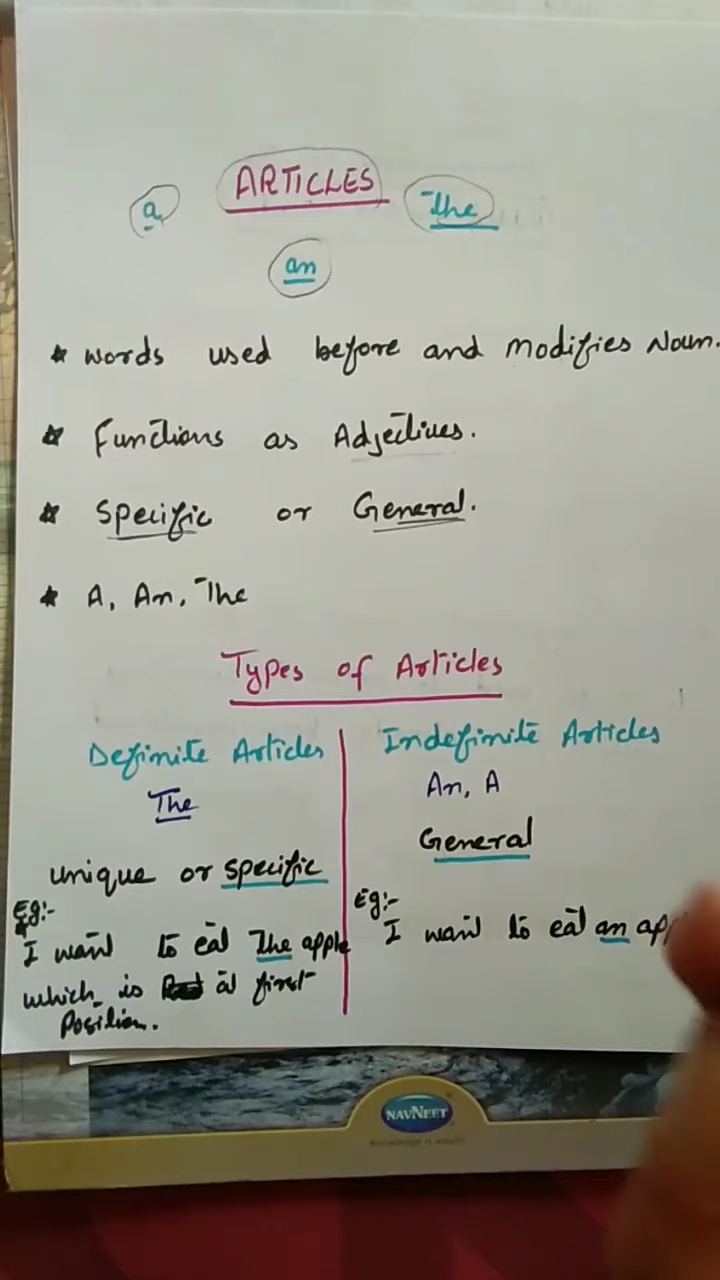 ARTICLES
a
The
an
* words used before and modifies Noun.
* Functions as Adjectives.
* Specific or General.
* A, An, The
Types of Articles
Definite Articles
The
unique or specific
Eg:-
I want to eat The apple
which is at first
Position.
Indefinite Articles
An, A
General
Eg:-
I want to eat an
NAVNEET